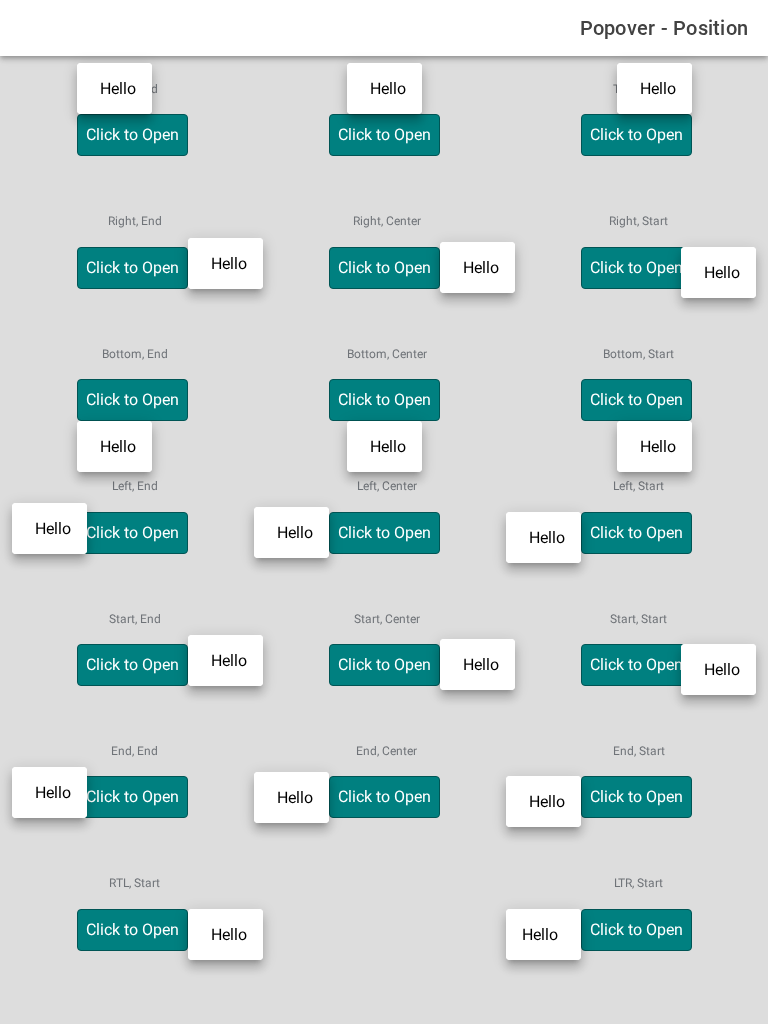 Popover - Position
Hello
Hello
Hello
Click to Open
Click to Open
Click to Open
Right, End
Right, Center
Right, Start
Click to Open
Hello
Click to Open
Hello
Click to Open
Hello
Bottom, End
Bottom, Center
Bottom, Start
Click to Open
Click to Open
Click to Open
Hello
Hello
Hello
Left, End
Left, Center
Left, Start
Hello
Click to Open
Hello
Click to Open
Hello
Click to Open
Start, End
Start, Center
Start, Start
Click to Open
Hello
Click to Open
Hello
Click to Open
Hello
End, End
End, Center
End, Start
Hello
Click to Open
Hello
Click to Open
Hello
Click to Open
RTL, Start
LTR, Start
Click to Open
Hello
Hello
Click to Open